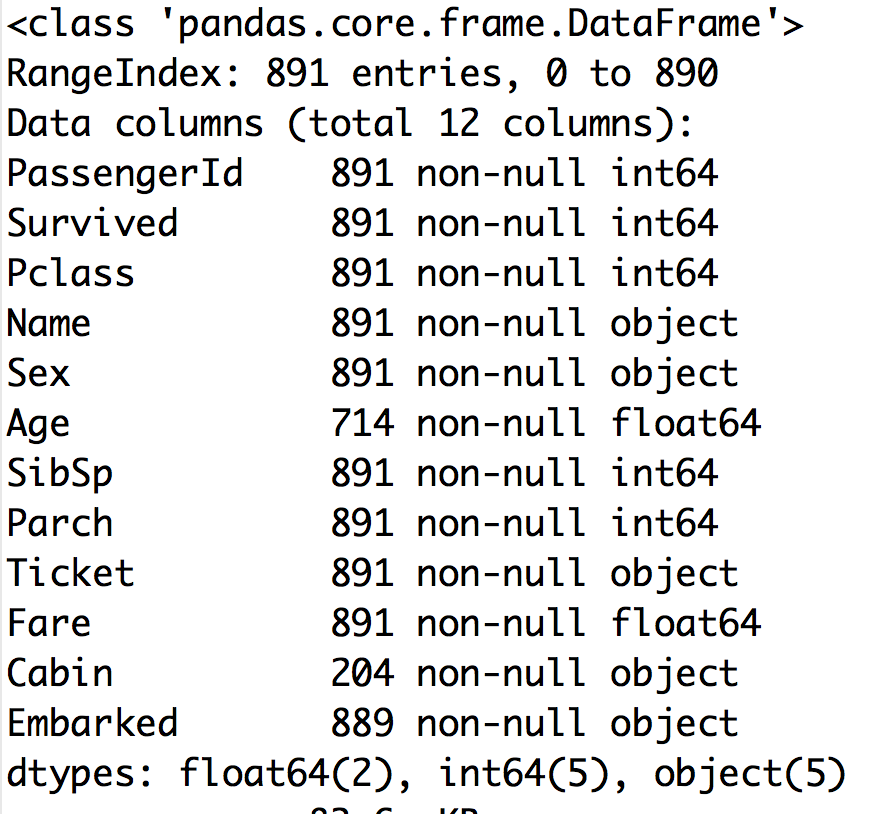 <class 'pandas.core.frame.DataFrame'>
RangeIndex: 891 entries, 0 to 890
Data columns (total 12 columns):
PassengerId    891 non-null int64
Survived       891 non-null int64
Pclass         891 non-null int64
Name           891 non-null object
Sex            891 non-null object
Age            714 non-null float64
SibSp          891 non-null int64
Parch          891 non-null int64
Ticket         891 non-null object
Fare           891 non-null float64
Cabin          204 non-null object
Embarked       889 non-null object
dtypes: float64(2), int64(5), object(5)